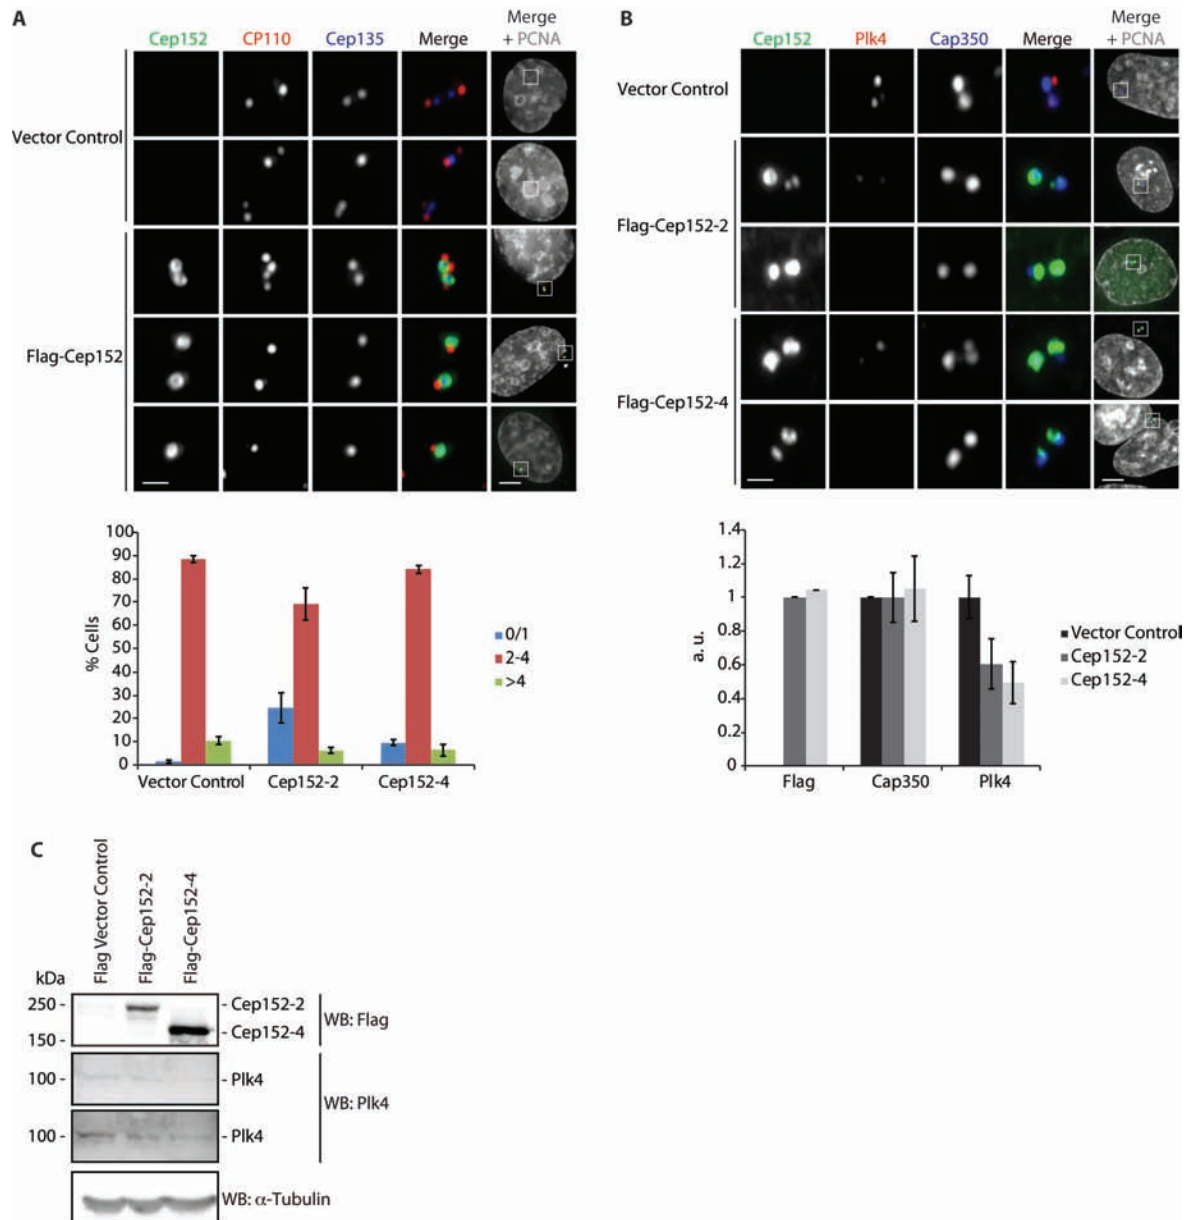 A
Cep152 CP110 Cep135 Merge Merge + PCNA
Vector Control
Flag-Cep152
100
90
80
70
60
50
40
30
20
10
0
% Cells
Vector Control Cep152-2 Cep152-4
0/1
2-4
>4
B
Cep152 Plk4 Cap350 Merge Merge + PCNA
Vector Control
Flag-Cep152-2
Flag-Cep152-4
1.4
1.2
1
0.8
0.6
0.4
0.2
0
a. u.
Flag Cap350 Plk4
Vector Control
Cep152-2
Cep152-4
C
Flag Vector Control
Flag-Cep152-2
Flag-Cep152-4
kDa
250 - - Cep152-2
WB: Flag
150 - - Cep152-4
100 - - Plk4
WB: Plk4
100 - - Plk4
WB: α-Tubulin